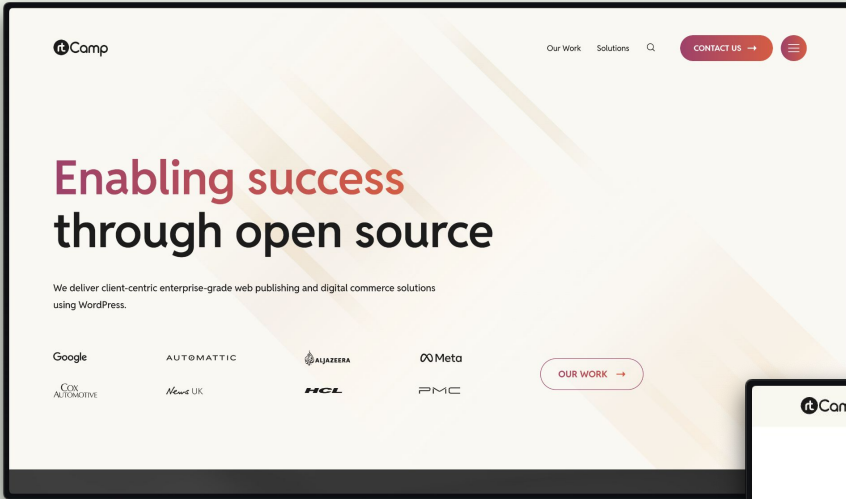 rtCamp
Our Work Solutions CONTACT US →
Enabling success
through open source
We deliver client-centric enterprise-grade web publishing and digital commerce solutions
using WordPress.
Google AUTOMATTIC ALJAZEERA Meta
COX AUTOMOTIVE News UK HCL PMC
OUR WORK →
rtCam